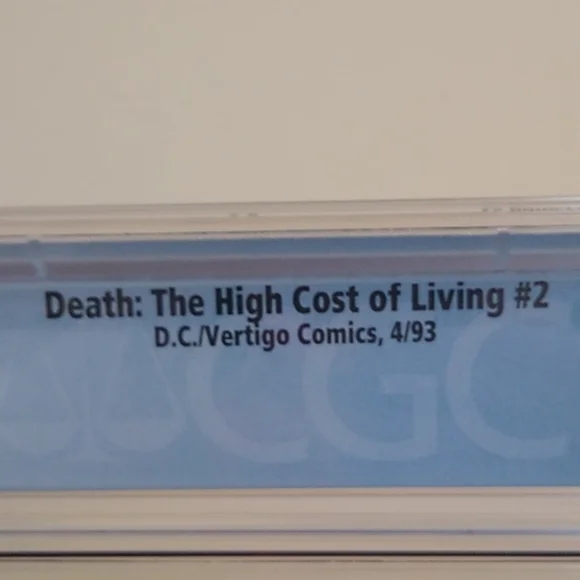 Death: The High Cost of Living #2
D.C./Vertigo Comics, 4/93
CGC